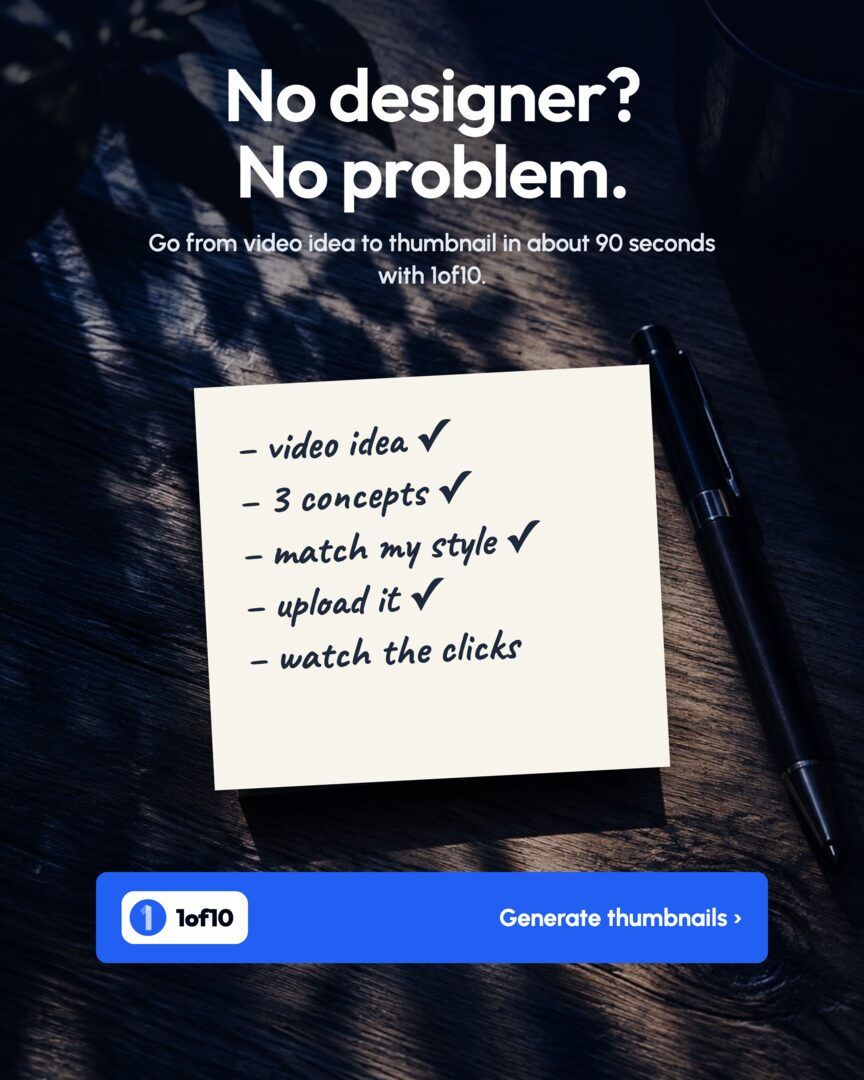 No designer?
No problem.
Go from video idea to thumbnail in about 90 seconds
with 1of10.
– video idea ✔
– 3 concepts ✔
– match my style ✔
– upload it ✔
– watch the clicks
1 1of10
Generate thumbnails ›